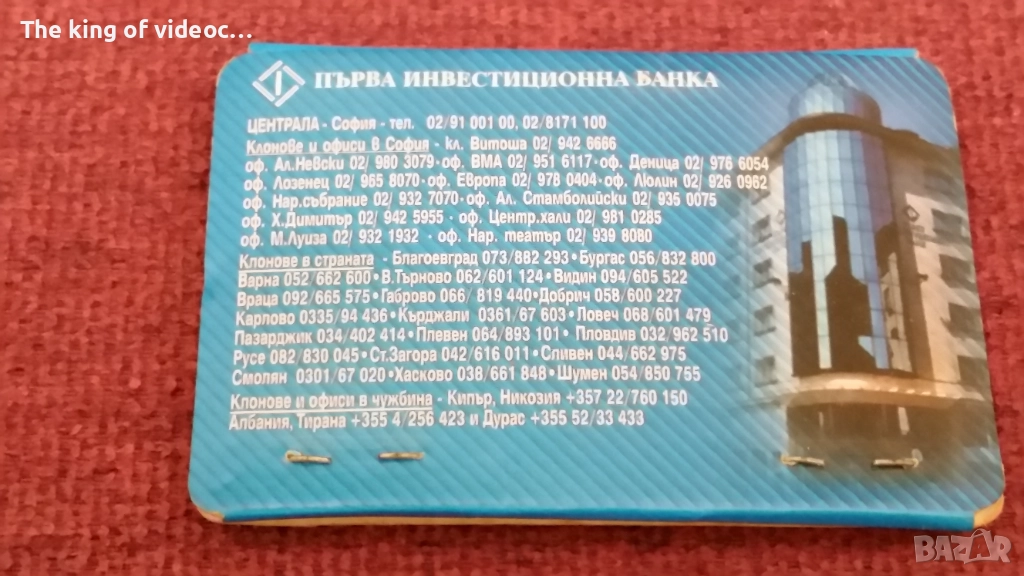 The king of videoc...
ПЪРВА ИНВЕСТИЦИОННА БАНКА
ЦЕНТРАЛА - София - тел. 02/91 001 00, 02/8171 100
Клонове и офиси в София - кл. Витоша 02/ 942 6666
оф. Ал.Невски 02/ 980 3079 • оф. ВМА 02/ 951 6117 • оф. Деница 02/ 976 6054
оф. Лозенец 02/ 965 8070 • оф. Европа 02/ 978 0404 • оф. Люлин 02/ 926 0962
оф. Нар.събрание 02/ 932 7070 • оф. Ал. Стамболийски 02/ 935 0075
оф. Х.Димитър 02/ 942 5955 • оф. Центр.хали 02/ 981 0285
оф. М.Луиза 02/ 932 1932 • оф. Нар. театър 02/ 939 8080
Клонове в страната - Благоевград 073/882 293 • Бургас 056/832 800
Варна 052/662 600 • В.Търново 062/601 124 • Видин 094/605 522
Враца 092/665 575 • Габрово 066/ 819 440 • Добрич 058/600 227
Карлово 0335/94 436 • Кърджали 0361/67 603 • Ловеч 068/601 479
Пазарджик 034/402 414 • Плевен 064/893 101 • Пловдив 032/962 510
Русе 082/830 045 • Ст.Загора 042/616 011 • Сливен 044/662 975
Смолян 0301/67 020 • Хасково 038/661 848 • Шумен 054/850 755
Клонове и офиси в чужбина - Кипър, Никозия +357 22/760 150
Албания, Тирана +355 4/256 423 и Дурас +355 52/33 433
BAZAR